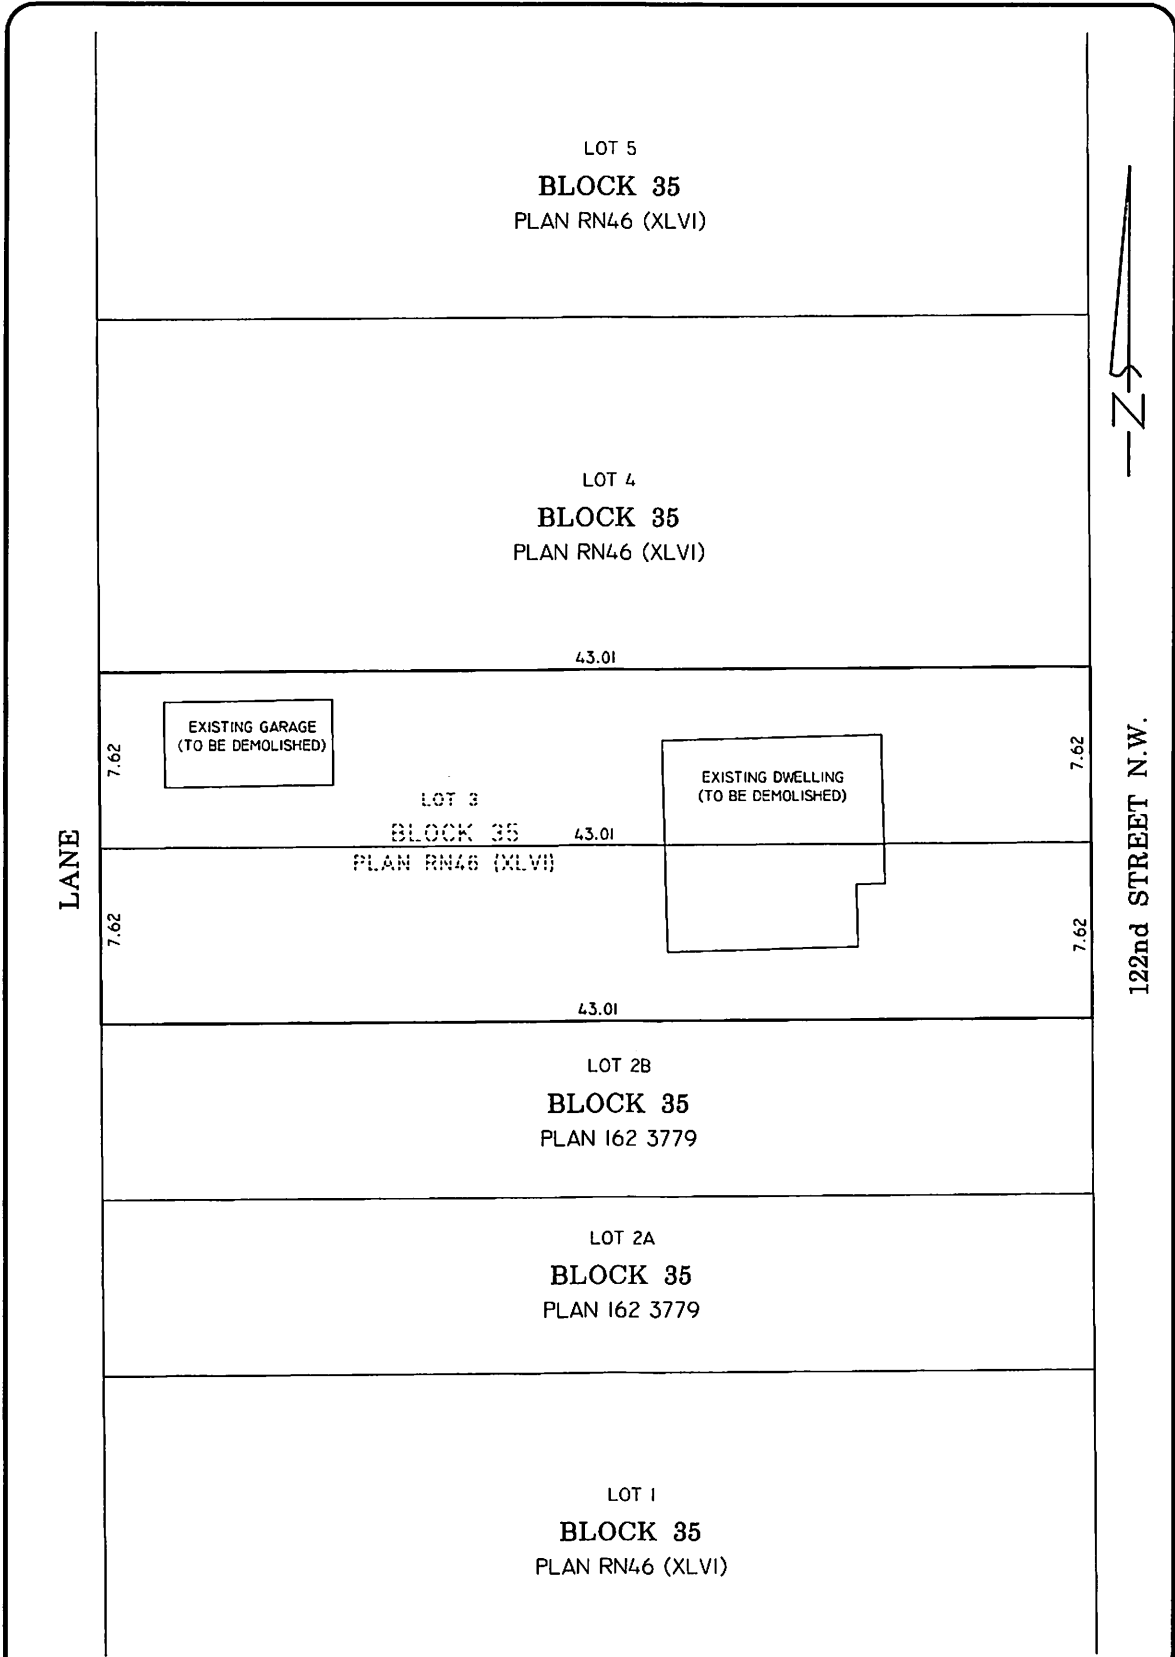 LOT 5
BLOCK 35
PLAN RN46 (XLVI)
N
LOT 4
BLOCK 35
PLAN RN46 (XLVI)
43.01
EXISTING GARAGE
(TO BE DEMOLISHED)
7.62
7.62
EXISTING DWELLING
(TO BE DEMOLISHED)
LOT 3
BLOCK 35
PLAN RN46 (XLVI)
43.01
LANE
122nd STREET N.W.
7.62
7.62
43.01
LOT 2B
BLOCK 35
PLAN 162 3779
LOT 2A
BLOCK 35
PLAN 162 3779
LOT 1
BLOCK 35
PLAN RN46 (XLVI)